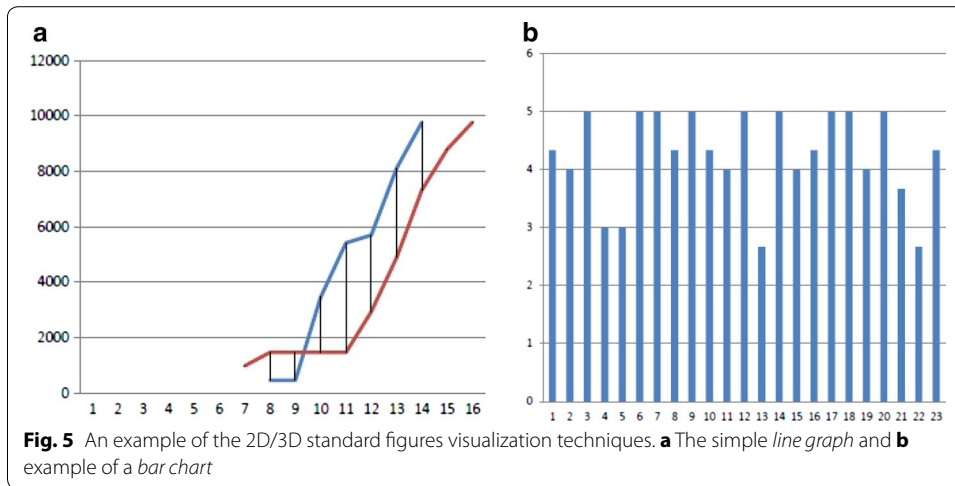 a
12000
10000
8000
6000
4000
2000
0
1 2 3 4 5 6 7 8 9 10 11 12 13 14 15 16
b
6
5
4
3
2
1
0
1 2 3 4 5 6 7 8 9 10 11 12 13 14 15 16 17 18 19 20 21 22 23
Fig. 5 An example of the 2D/3D standard figures visualization techniques. a The simple line graph and b
example of a bar chart